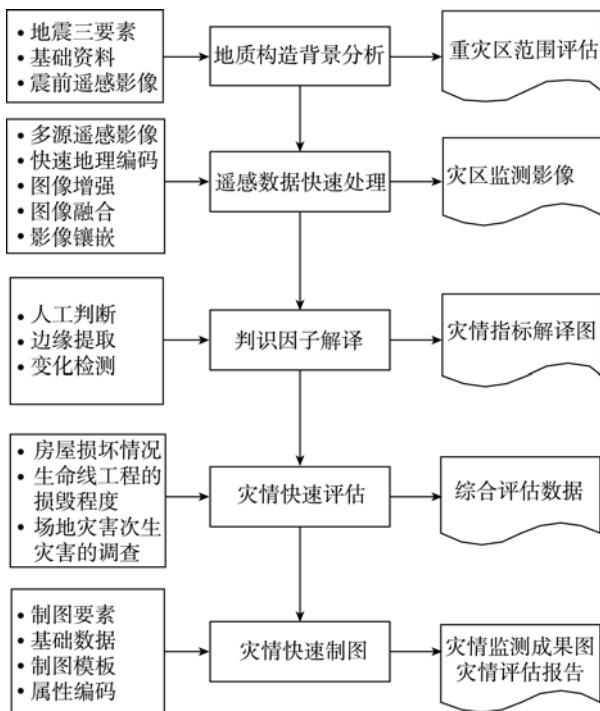 • 地震三要素
• 基础资料
• 震前遥感影像
地质构造背景分析
重灾区范围评估
• 多源遥感影像
• 快速地理编码
• 图像增强
• 图像融合
• 影像镶嵌
遥感数据快速处理
灾区监测影像
• 人工判断
• 边缘提取
• 变化检测
判识因子解译
灾情指标解译图
• 房屋损坏情况
• 生命线工程的
损毁程度
• 场地灾害次生
灾害的调查
灾情快速评估
综合评估数据
• 制图要素
• 基础数据
• 制图模板
• 属性编码
灾情快速制图
灾情监测成果图
灾情评估报告